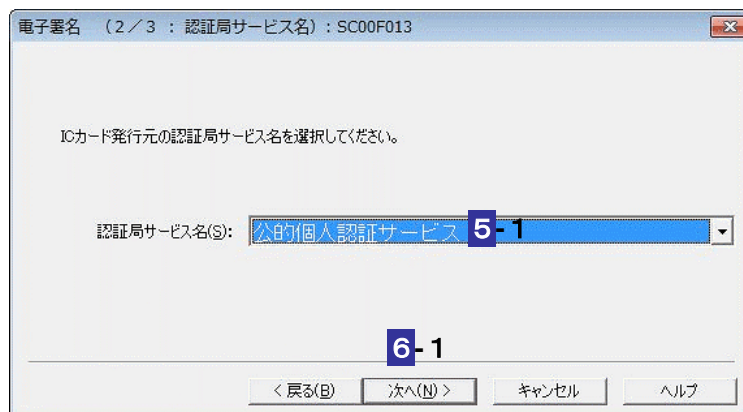 電子署名 (2/3 : 認証局サービス名) : SC00F013
ICカード発行元の認証局サービス名を選択してください。
認証局サービス名(S): 公的個人認証サービス 5-1
6-1
< 戻る(B) 次へ(N) > キャンセル ヘルプ